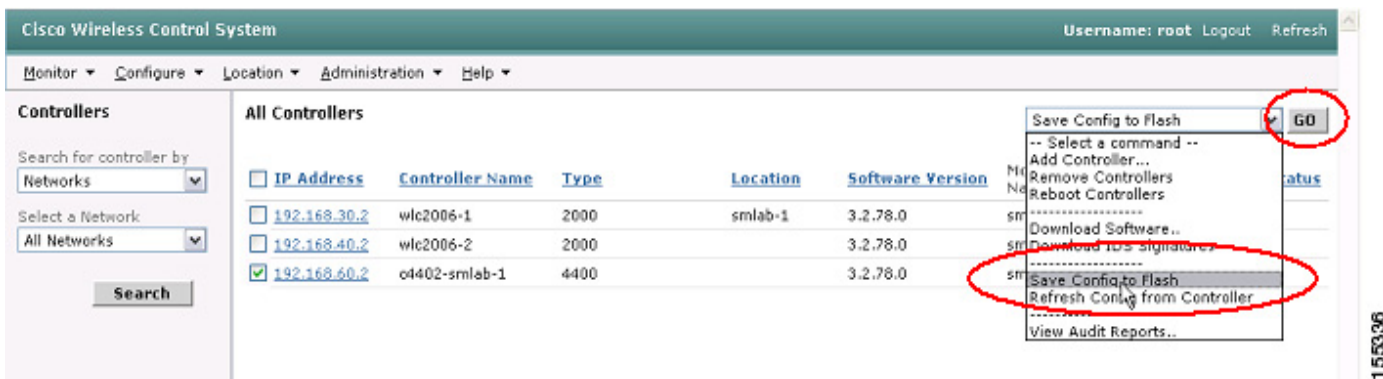 Cisco Wireless Control System
Username: root Logout Refresh
Monitor Configure Location Administration Help
Controllers
Search for controller by
Networks
Select a Network
All Networks
Search
All Controllers
Save Config to Flash GO
IP Address Controller Name Type Location Software Version
192.168.30.2 wlc2006-1 2000 smlab-1 3.2.78.0
192.168.40.2 wlc2006-2 2000 3.2.78.0
192.168.60.2 c4402-smlab-1 4400 3.2.78.0
-- Select a command --
Add Controller...
Remove Controllers
Reboot Controllers
-------------------
Download Software..
Download IDS Signatures
-------------------
Save Config to Flash
Refresh Config from Controller
View Audit Reports..
155336